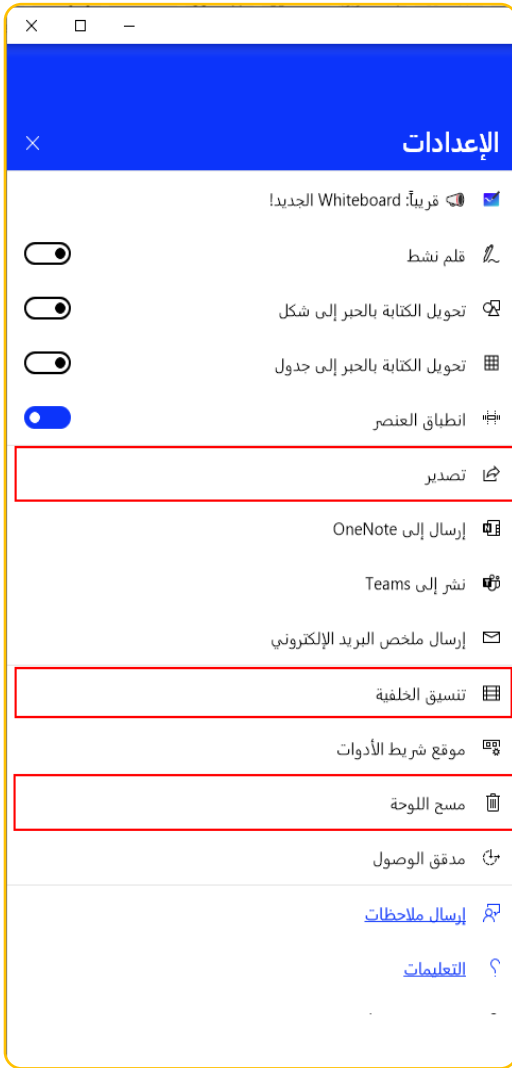 الإعدادات
قريباً: Whiteboard الجديد!
قلم نشط
تحويل الكتابة بالحبر إلى شكل
تحويل الكتابة بالحبر إلى جدول
انطباق العنصر
تصدير
إرسال إلى OneNote
نشر إلى Teams
إرسال ملخص البريد الإلكتروني
تنسيق الخلفية
موقع شريط الأدوات
مسح اللوحة
مدقق الوصول
إرسال ملاحظات
التعليمات